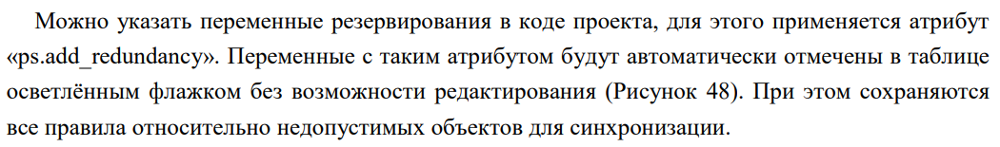 Можно указать переменные резервирования в коде проекта, для этого применяется атрибут
«ps.add_redundancy». Переменные с таким атрибутом будут автоматически отмечены в таблице
осветлённым флажком без возможности редактирования (Рисунок 48). При этом сохраняются
все правила относительно недопустимых объектов для синхронизации.